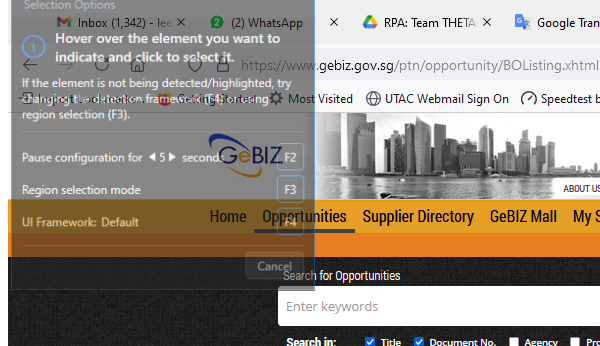 Selection Options
Inbox (1,342) - lee
(2) WhatsApp
RPA: Team THETA
Google Trans
Hover over the element you want to
indicate and click to select it.
https://www.gebiz.gov.sg/ptn/opportunity/BOListing.xhtml
If the element is not being detected/highlighted, try
changing the detection framework (F4) or using
region selection (F3).
Most Visited
UTAC Webmail Sign On
Speedtest b
GeBIZ
Pause configuration for 5 seconds F2
Region selection mode F3
ABOUT US
UI Framework: Default F4
Home Opportunities Supplier Directory GeBIZ Mall My S
Cancel
Search for Opportunities
Enter keywords
Search in: Title Document No. Agency Pro